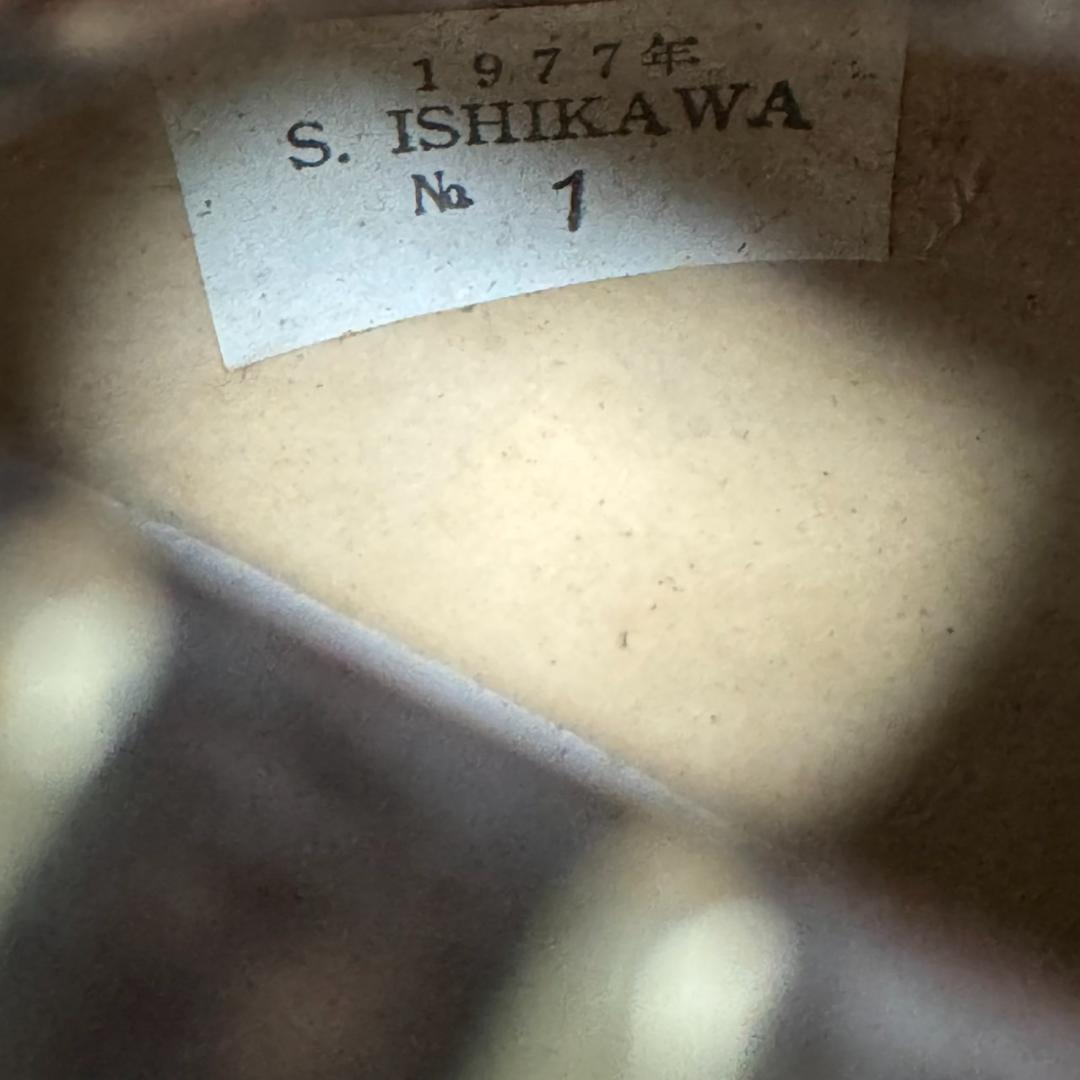 1977年
S. ISHIKAWA
No. 1